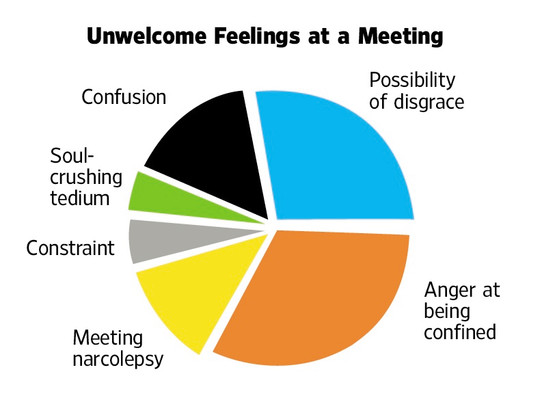 Unwelcome Feelings at a Meeting
Possibility
of disgrace
Confusion
Soul-
crushing
tedium
Constraint
Anger at
being
confined
Meeting
narcolepsy